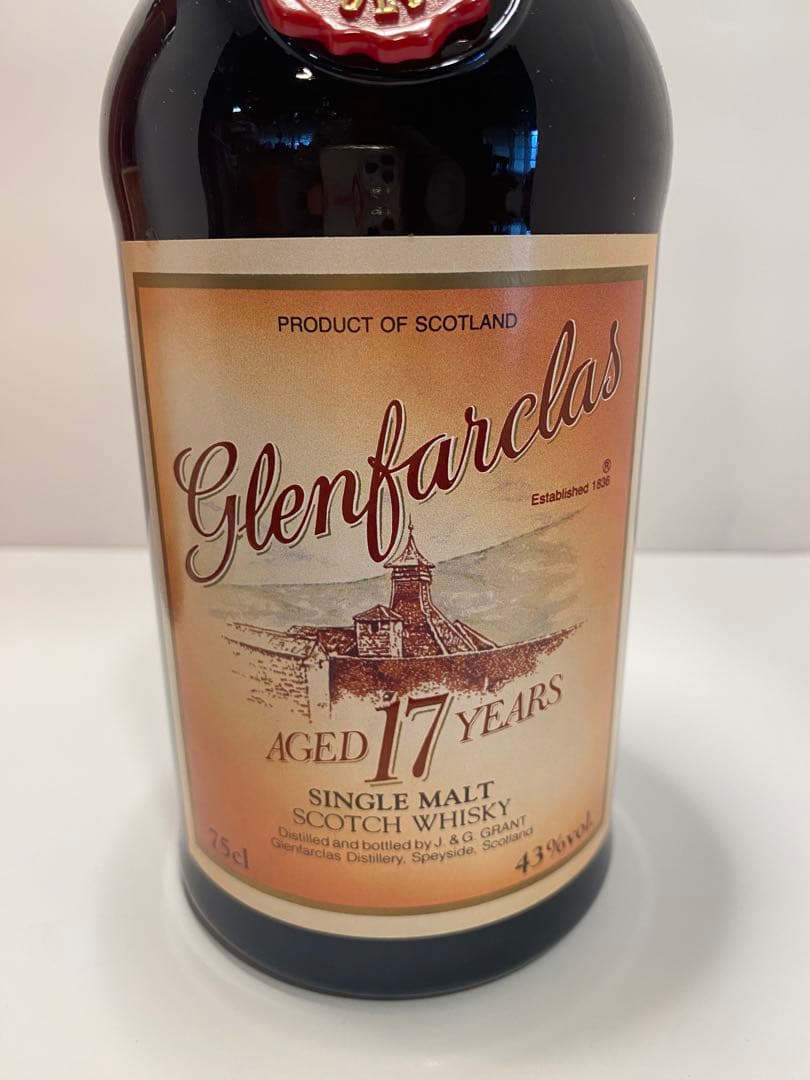 PRODUCT OF SCOTLAND
Glenfarclas
®
Established 1836
AGED 17 YEARS
SINGLE MALT
SCOTCH WHISKY
Distilled and bottled by J. & G. GRANT
Glenfarclas Distillery, Speyside, Scotland
75cl
43%vol.